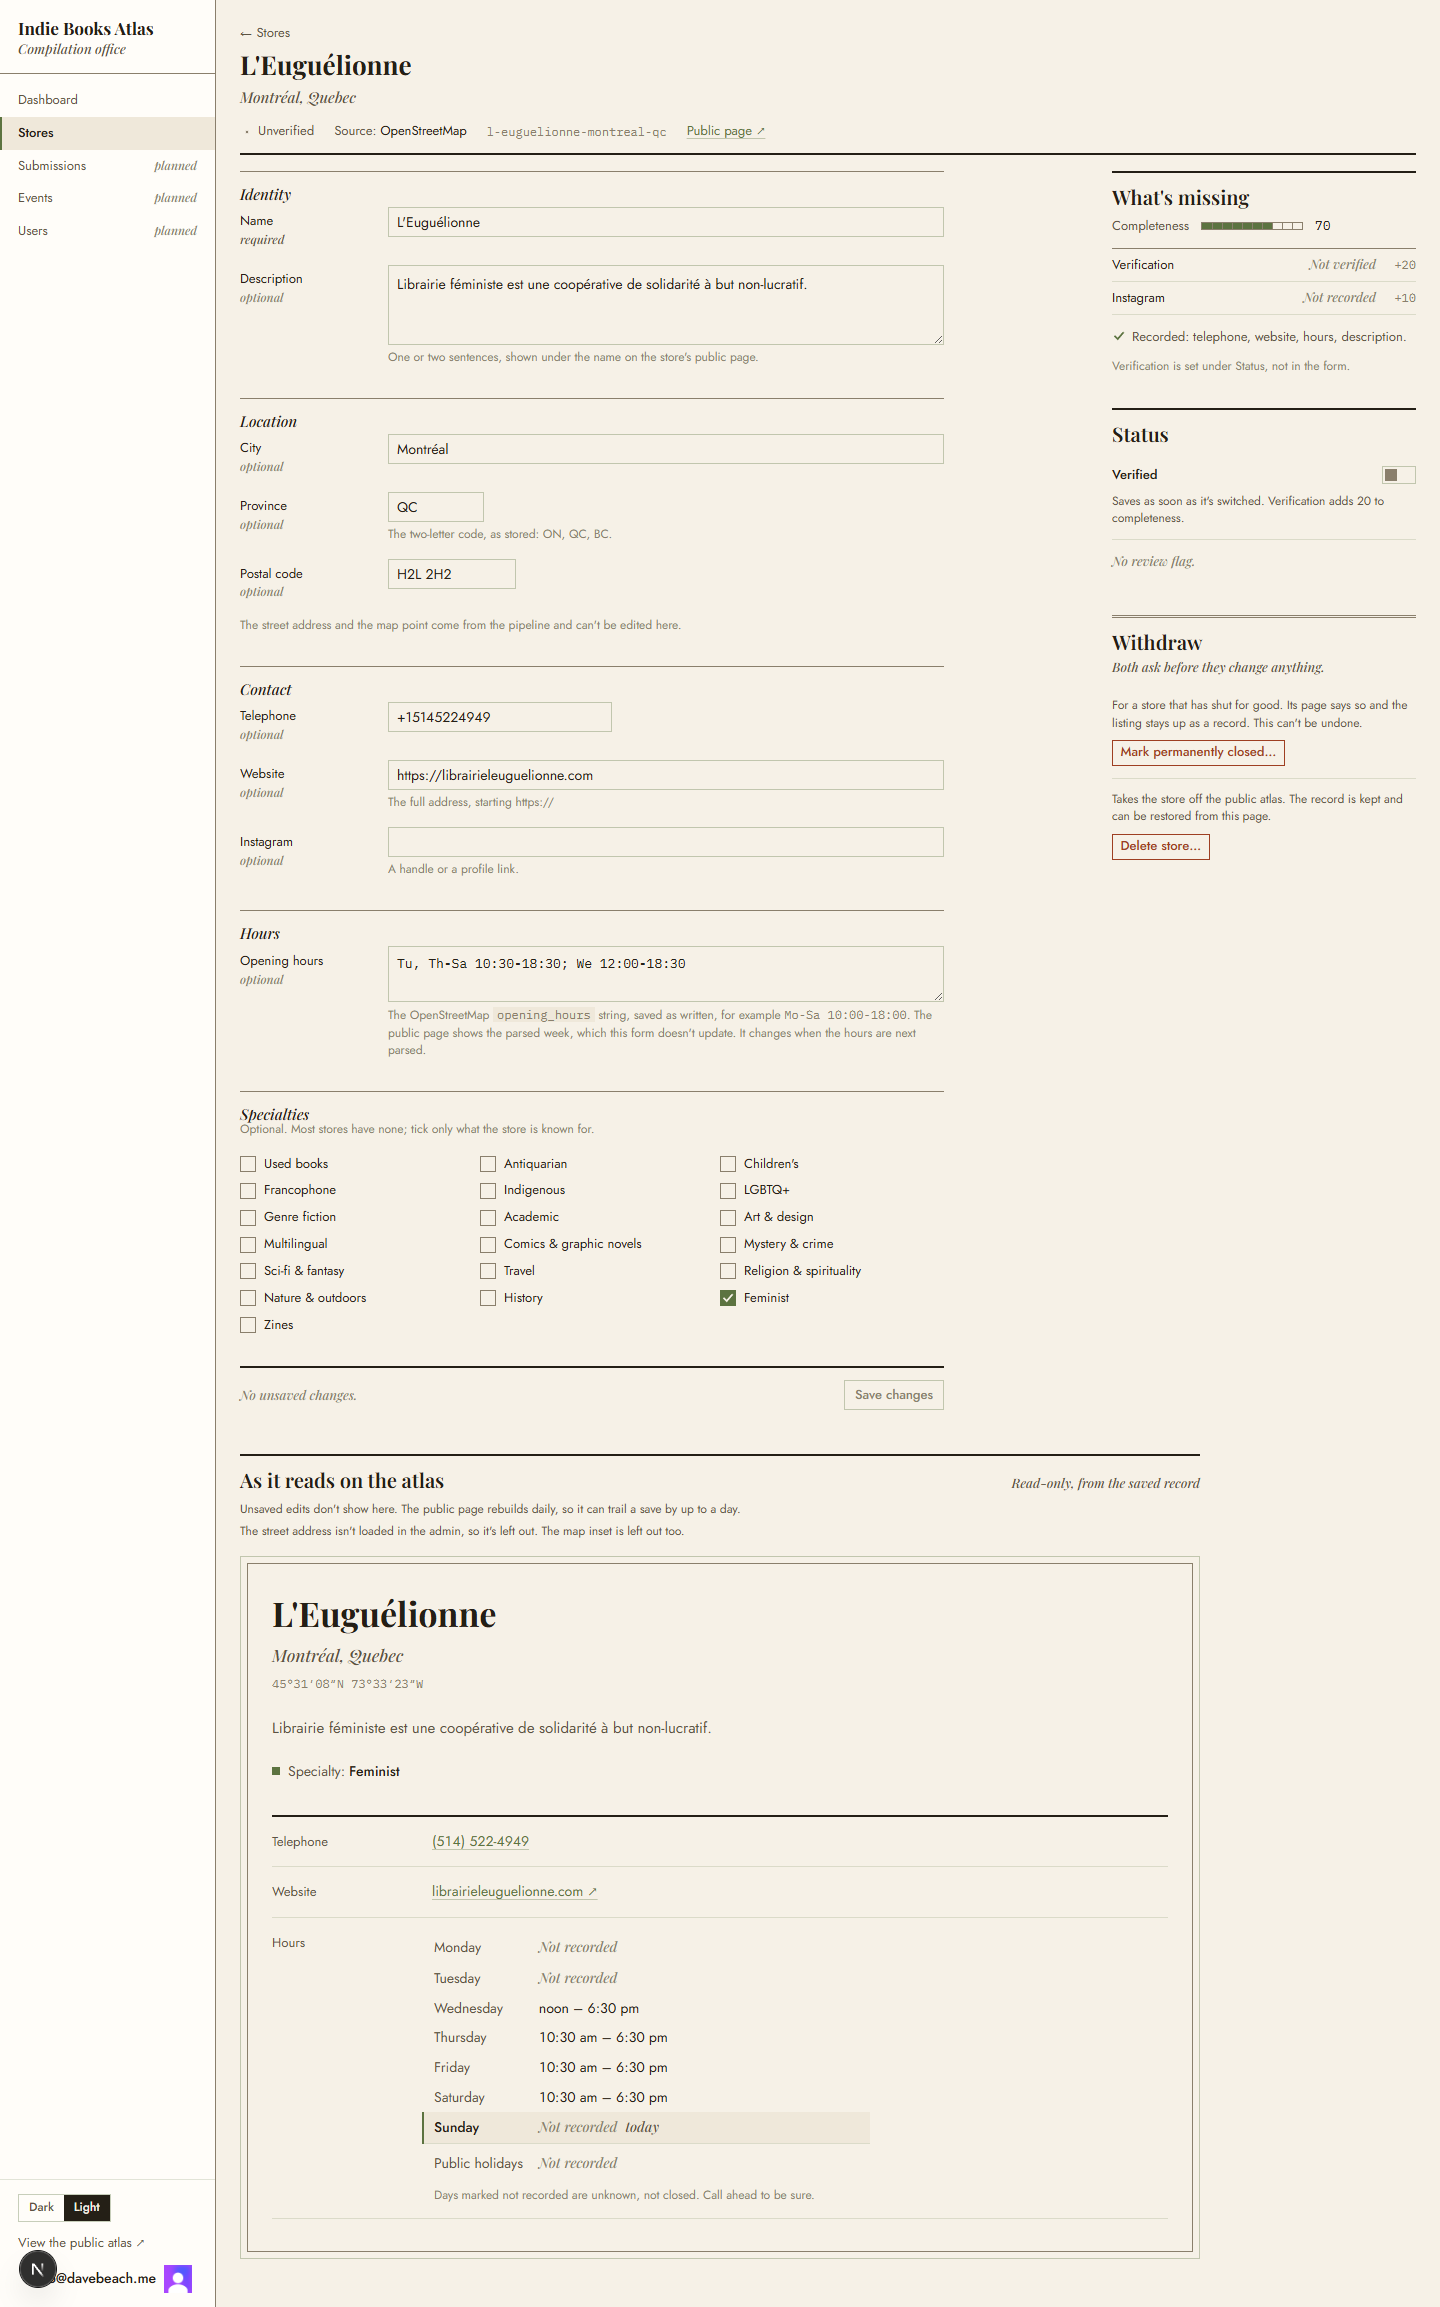 Indie Books Atlas
Compilation office
Dashboard
Stores
Submissions planned
Events planned
Users planned
← Stores
L'Euguélionne
Montréal, Quebec
· Unverified Source: OpenStreetMap l-euguelionne-montreal-qc Public page ↗
Identity
Name
required
L'Euguélionne
Description
optional
Librairie féministe est une coopérative de solidarité à but non-lucratif.
One or two sentences, shown under the name on the store's public page.
Location
City
optional
Montréal
Province
optional
QC
The two-letter code, as stored: ON, QC, BC.
Postal code
optional
H2L 2H2
The street address and the map point come from the pipeline and can't be edited here.
Contact
Telephone
optional
+15145224949
Website
optional
https://librairieleuguelionne.com
The full address, starting https://
Instagram
optional
A handle or a profile link.
Hours
Opening hours
optional
Tu, Th-Sa 10:30-18:30; We 12:00-18:30
The OpenStreetMap opening_hours string, saved as written, for example Mo-Sa 10:00-18:00. The
public page shows the parsed week, which this form doesn't update. It changes when the hours are next
parsed.
Specialties
Optional. Most stores have none; tick only what the store is known for.
Used books Antiquarian Children's
Francophone Indigenous LGBTQ+
Genre fiction Academic Art & design
Multilingual Comics & graphic novels Mystery & crime
Sci-fi & fantasy Travel Religion & spirituality
Nature & outdoors History Feminist
Zines
No unsaved changes.
Save changes
What's missing
Completeness 70
Verification Not verified +20
Instagram Not recorded +10
Recorded: telephone, website, hours, description.
Verification is set under Status, not in the form.
Status
Verified
Saves as soon as it's switched. Verification adds 20 to
completeness.
No review flag.
Withdraw
Both ask before they change anything.
For a store that has shut for good. Its page says so and the
listing stays up as a record. This can't be undone.
Mark permanently closed...
Takes the store off the public atlas. The record is kept and
can be restored from this page.
Delete store...
As it reads on the atlas
Read-only, from the saved record
Unsaved edits don't show here. The public page rebuilds daily, so it can trail a save by up to a day.
The street address isn't loaded in the admin, so it's left out. The map inset is left out too.
L'Euguélionne
Montréal, Quebec
45°31′08″N 73°33′23″W
Librairie féministe est une coopérative de solidarité à but non-lucratif.
Specialty: Feminist
Telephone (514) 522-4949
Website librairieleuguelionne.com ↗
Hours
Monday Not recorded
Tuesday Not recorded
Wednesday noon – 6:30 pm
Thursday 10:30 am – 6:30 pm
Friday 10:30 am – 6:30 pm
Saturday 10:30 am – 6:30 pm
Sunday Not recorded today
Public holidays Not recorded
Days marked not recorded are unknown, not closed. Call ahead to be sure.
Dark Light
View the public atlas ↗
N
@davebeach.me